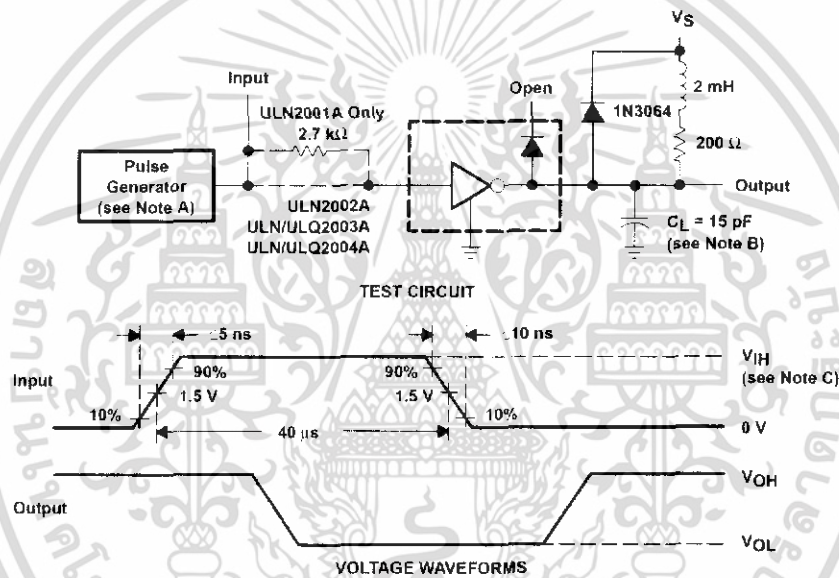 VS
Input
ULN2001A Only
2.7 kΩ
Open
1N3064
2 mH
200 Ω
Pulse
Generator
(see Note A)
ULN2002A
ULN/ULQ2003A
ULN/ULQ2004A
Output
CL = 15 pF
(see Note B)
TEST CIRCUIT
5 ns
10 ns
Input
90%
90%
VIH
(see Note C)
1.5 V
1.5 V
10%
10%
40 µs
0 V
Output
VOH
VOL
VOLTAGE WAVEFORMS